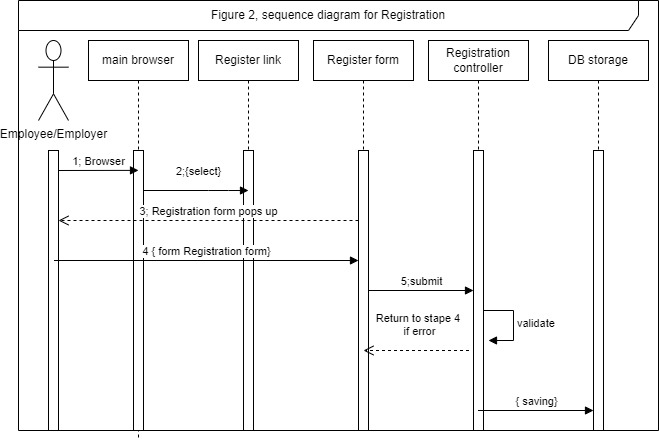 Figure 2, sequence diagram for Registration
main browser
Register link
Register form
Registration
controller
DB storage
Employee/Employer
1; Browser
2;{select}
3; Registration form pops up
4 { form Registration form}
5;submit
Return to stape 4
if error
validate
{ saving}